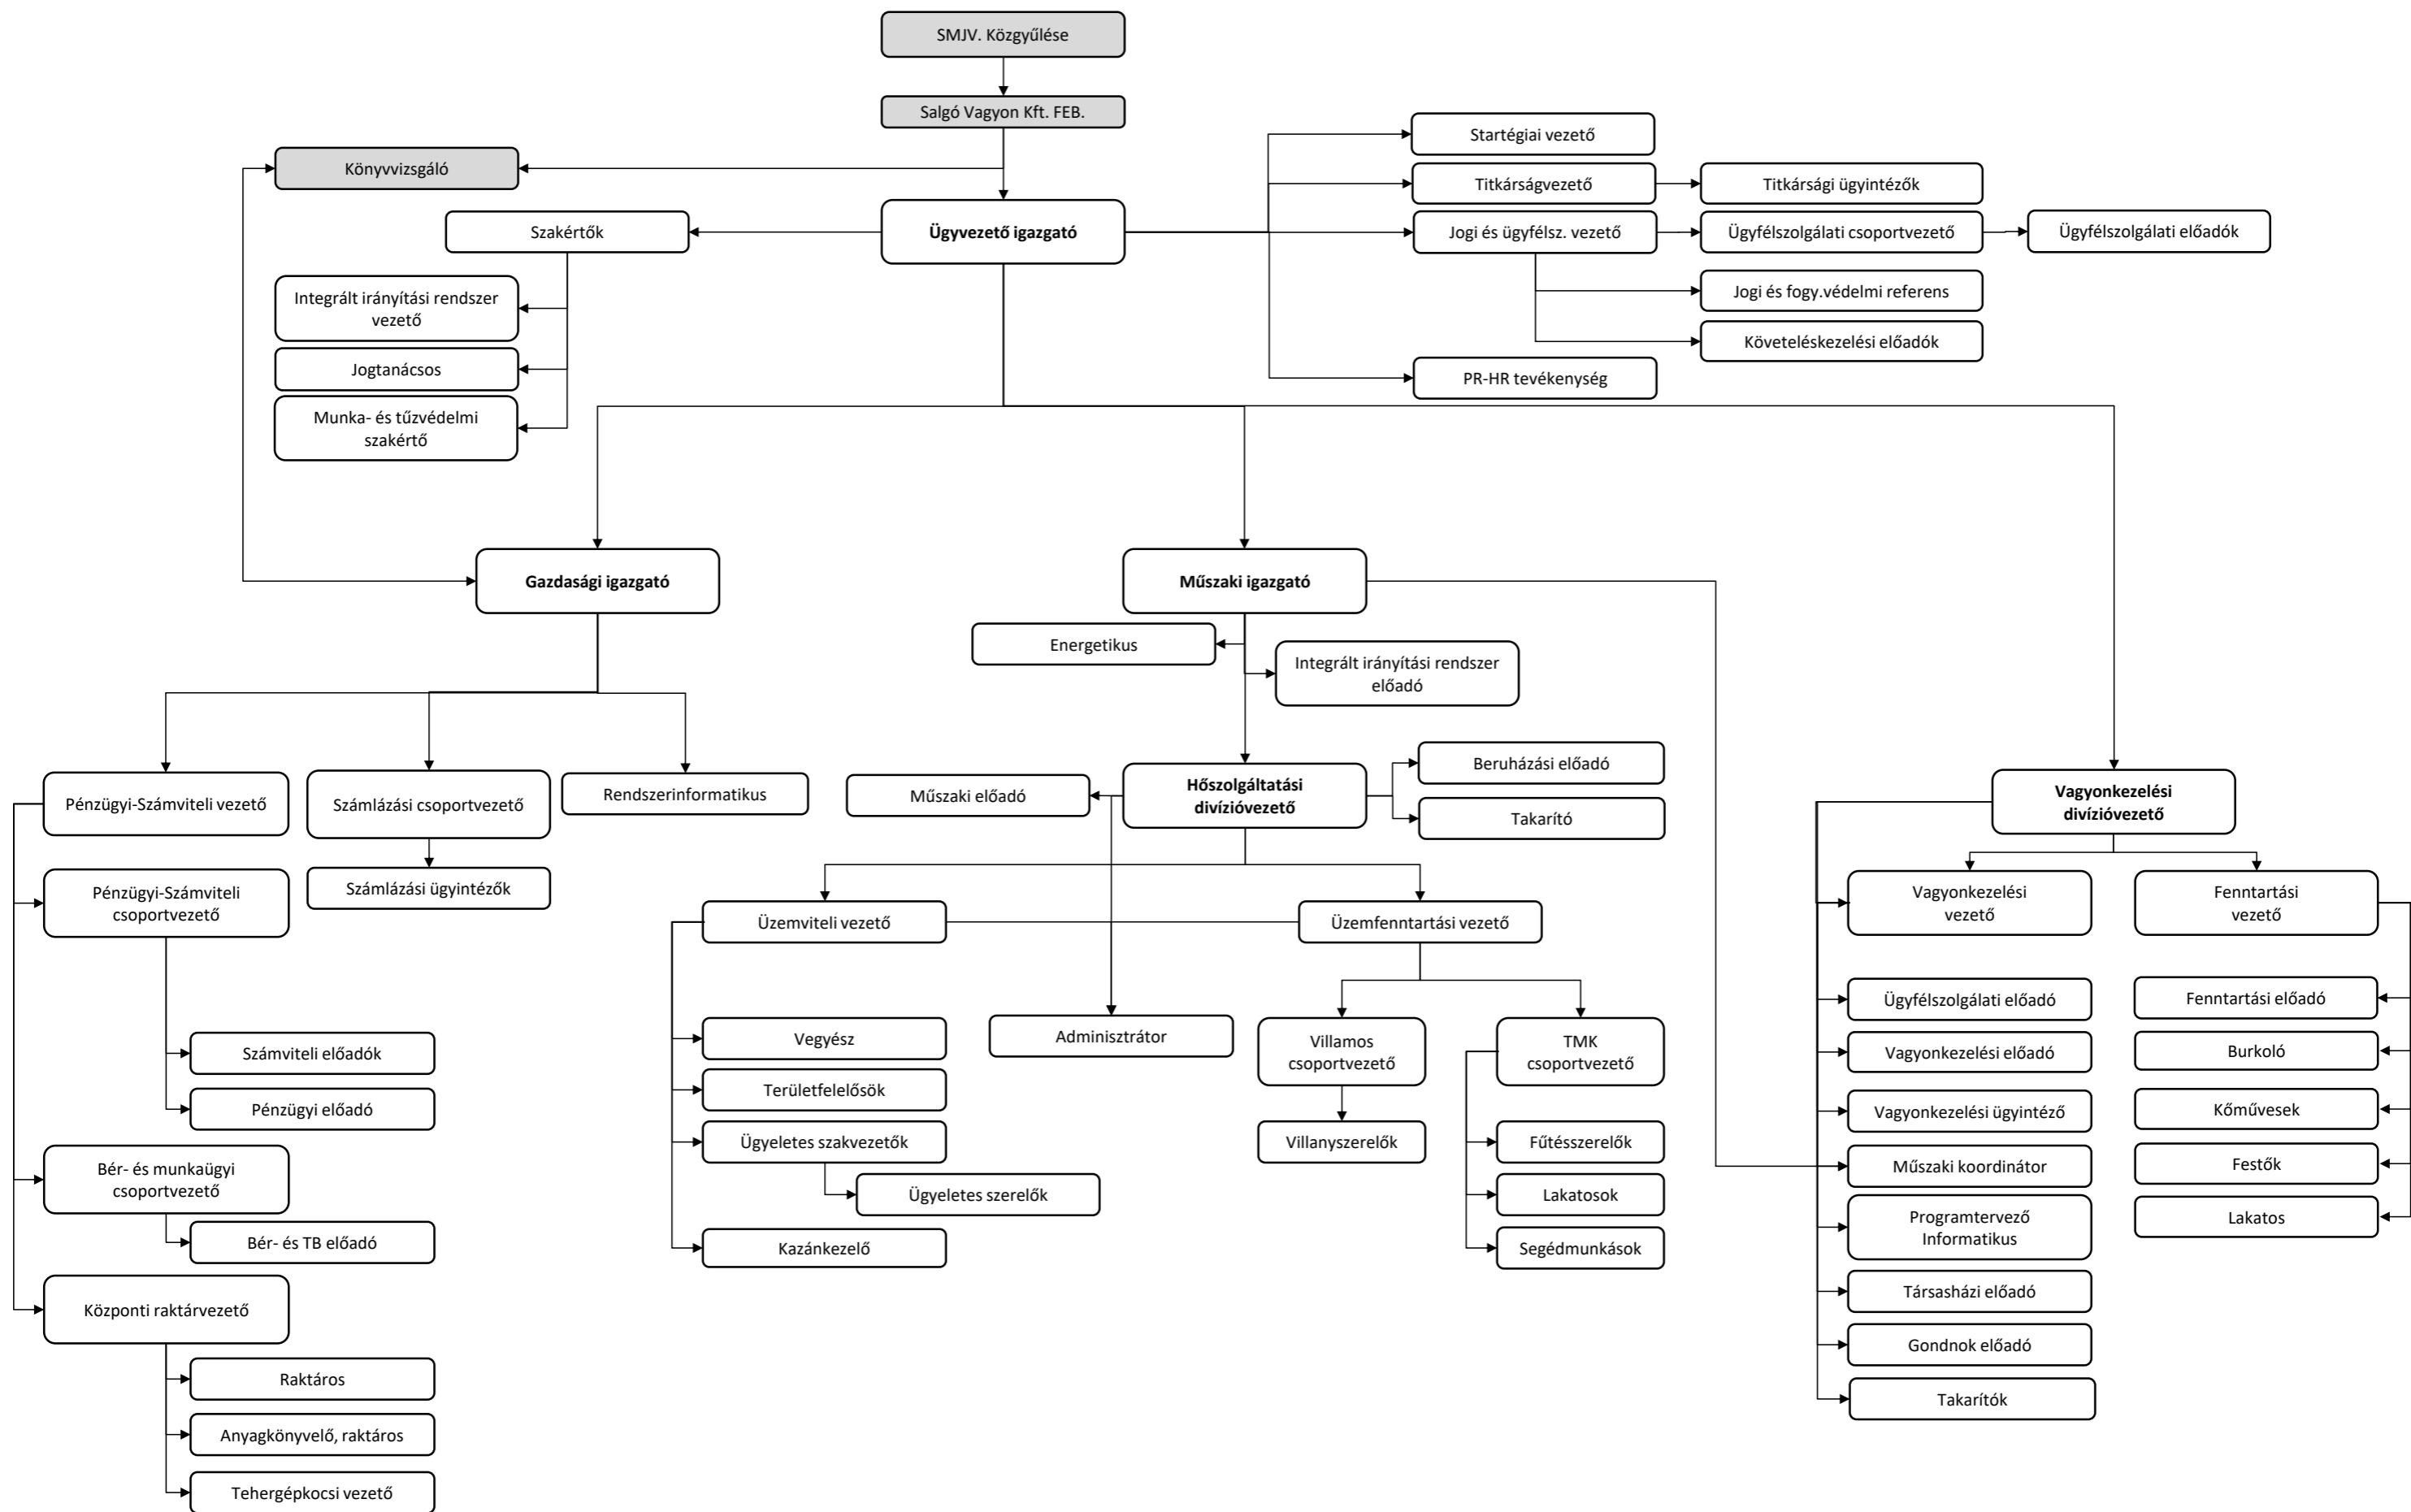 SMJV. Közgyűlése
Salgó Vagyon Kft. FEB.
Startégiai vezető
Könyvvizsgáló
Titkárságvezető
Titkársági ügyintézők
Szakértők
Ügyvezető igazgató
Jogi és ügyfélsz. vezető
Ügyfélszolgálati csoportvezető
Ügyfélszolgálati előadók
Integrált irányítási rendszer
vezető
Jogi és fogy.védelmi referens
Követeléskezelési előadók
Jogtanácsos
PR-HR tevékenység
Munka- és tűzvédelmi
szakértő
Gazdasági igazgató
Műszaki igazgató
Energetikus
Integrált irányítási rendszer
előadó
Pénzügyi-Számviteli vezető
Számlázási csoportvezető
Rendszerinformatikus
Műszaki előadó
Hőszolgáltatási
divízióvezető
Beruházási előadó
Takarító
Vagyonkezelési
divízióvezető
Pénzügyi-Számviteli
csoportvezető
Számlázási ügyintézők
Üzemviteli vezető
Üzemfenntartási vezető
Vagyonkezelési
vezető
Fenntartási
vezető
Számviteli előadók
Pénzügyi előadó
Vegyész
Területfelelősök
Ügyeletes szakvezetők
Ügyeletes szerelők
Kazánkezelő
Adminisztrátor
Villamos
csoportvezető
Villanyszerelők
TMK
csoportvezető
Fűtésszerelők
Lakatosok
Segédmunkások
Ügyfélszolgálati előadó
Vagyonkezelési előadó
Vagyonkezelési ügyintéző
Műszaki koordinátor
Programtervező
Informatikus
Társasházi előadó
Gondnok előadó
Takarítók
Fenntartási előadó
Burkoló
Kőművesek
Festők
Lakatos
Bér- és munkaügyi
csoportvezető
Bér- és TB előadó
Központi raktárvezető
Raktáros
Anyagkönyvelő, raktáros
Tehergépkocsi vezető